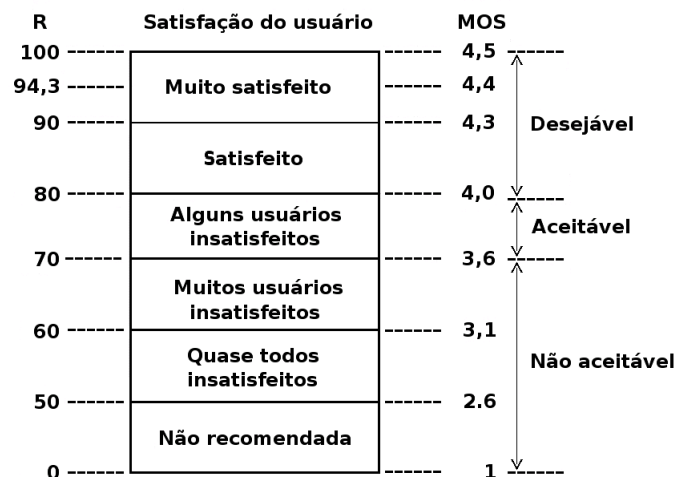 R Satisfação do usuário MOS
100 4,5
94,3 Muito satisfeito 4,4
90 4,3
Desejável
Satisfeito
80 4,0
Alguns usuários
insatisfeitos
Aceitável
70 3,6
Muitos usuários
insatisfeitos
60 3,1
Quase todos
insatisfeitos
Não aceitável
50 2.6
Não recomendada
0 1